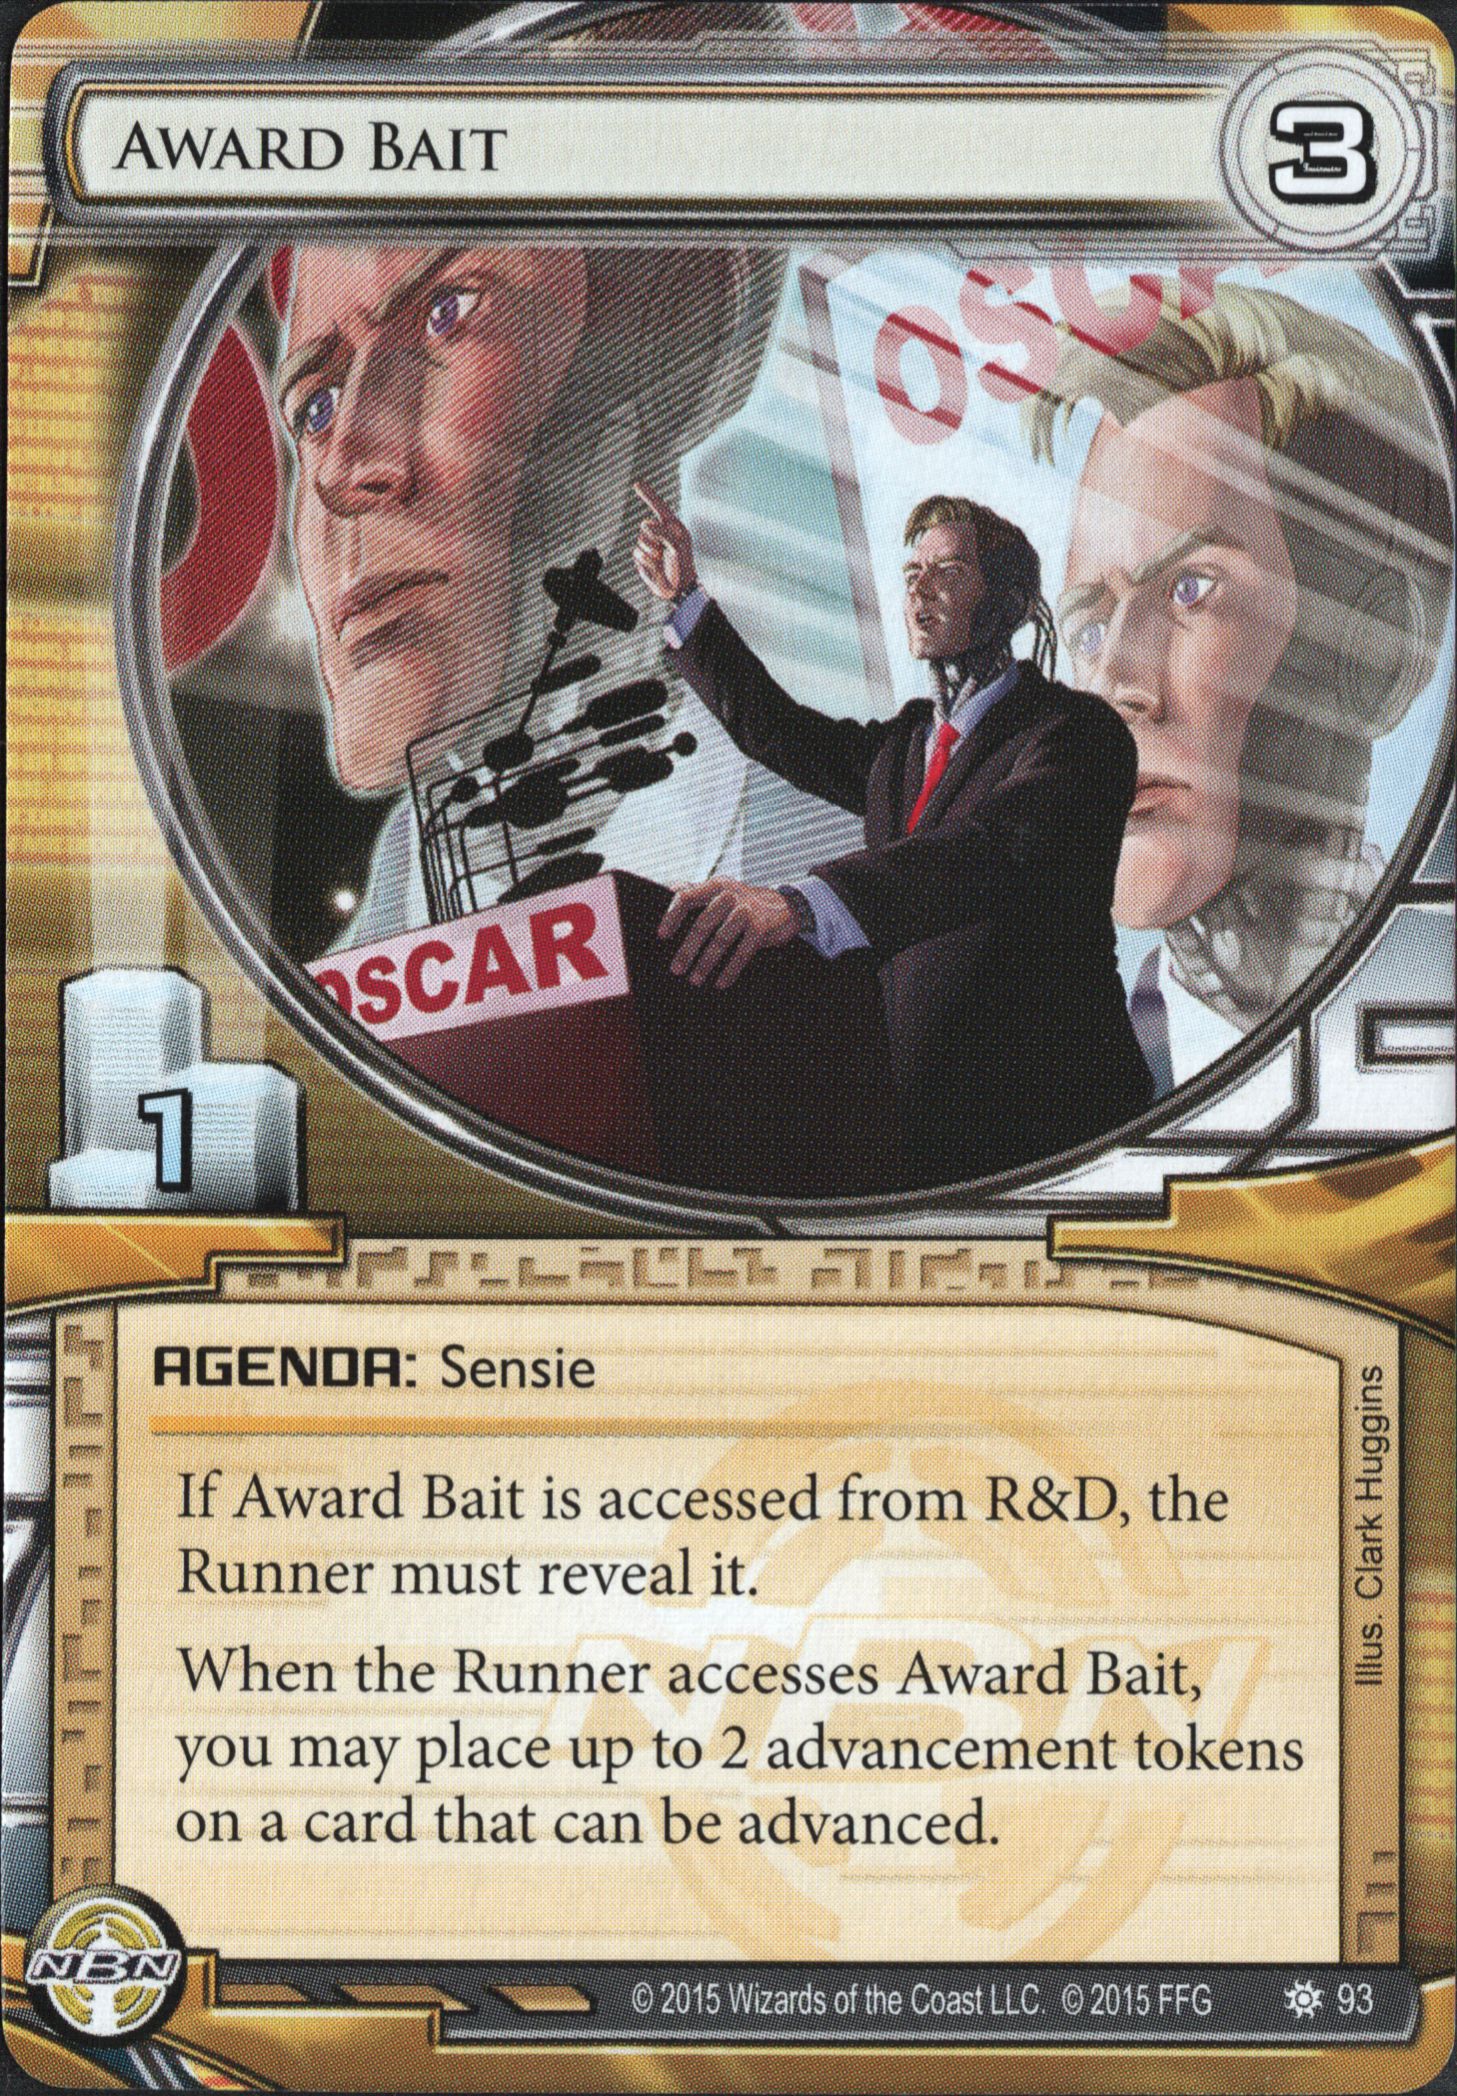 AWARD BAIT
3
OSCAR
1
AGENDA: Sensie
If Award Bait is accessed from R&D, the
Runner must reveal it.
When the Runner accesses Award Bait,
you may place up to 2 advancement tokens
on a card that can be advanced.
Illus. Clark Huggins
NBN
NBN
© 2015 Wizards of the Coast LLC. © 2015 FFG
93